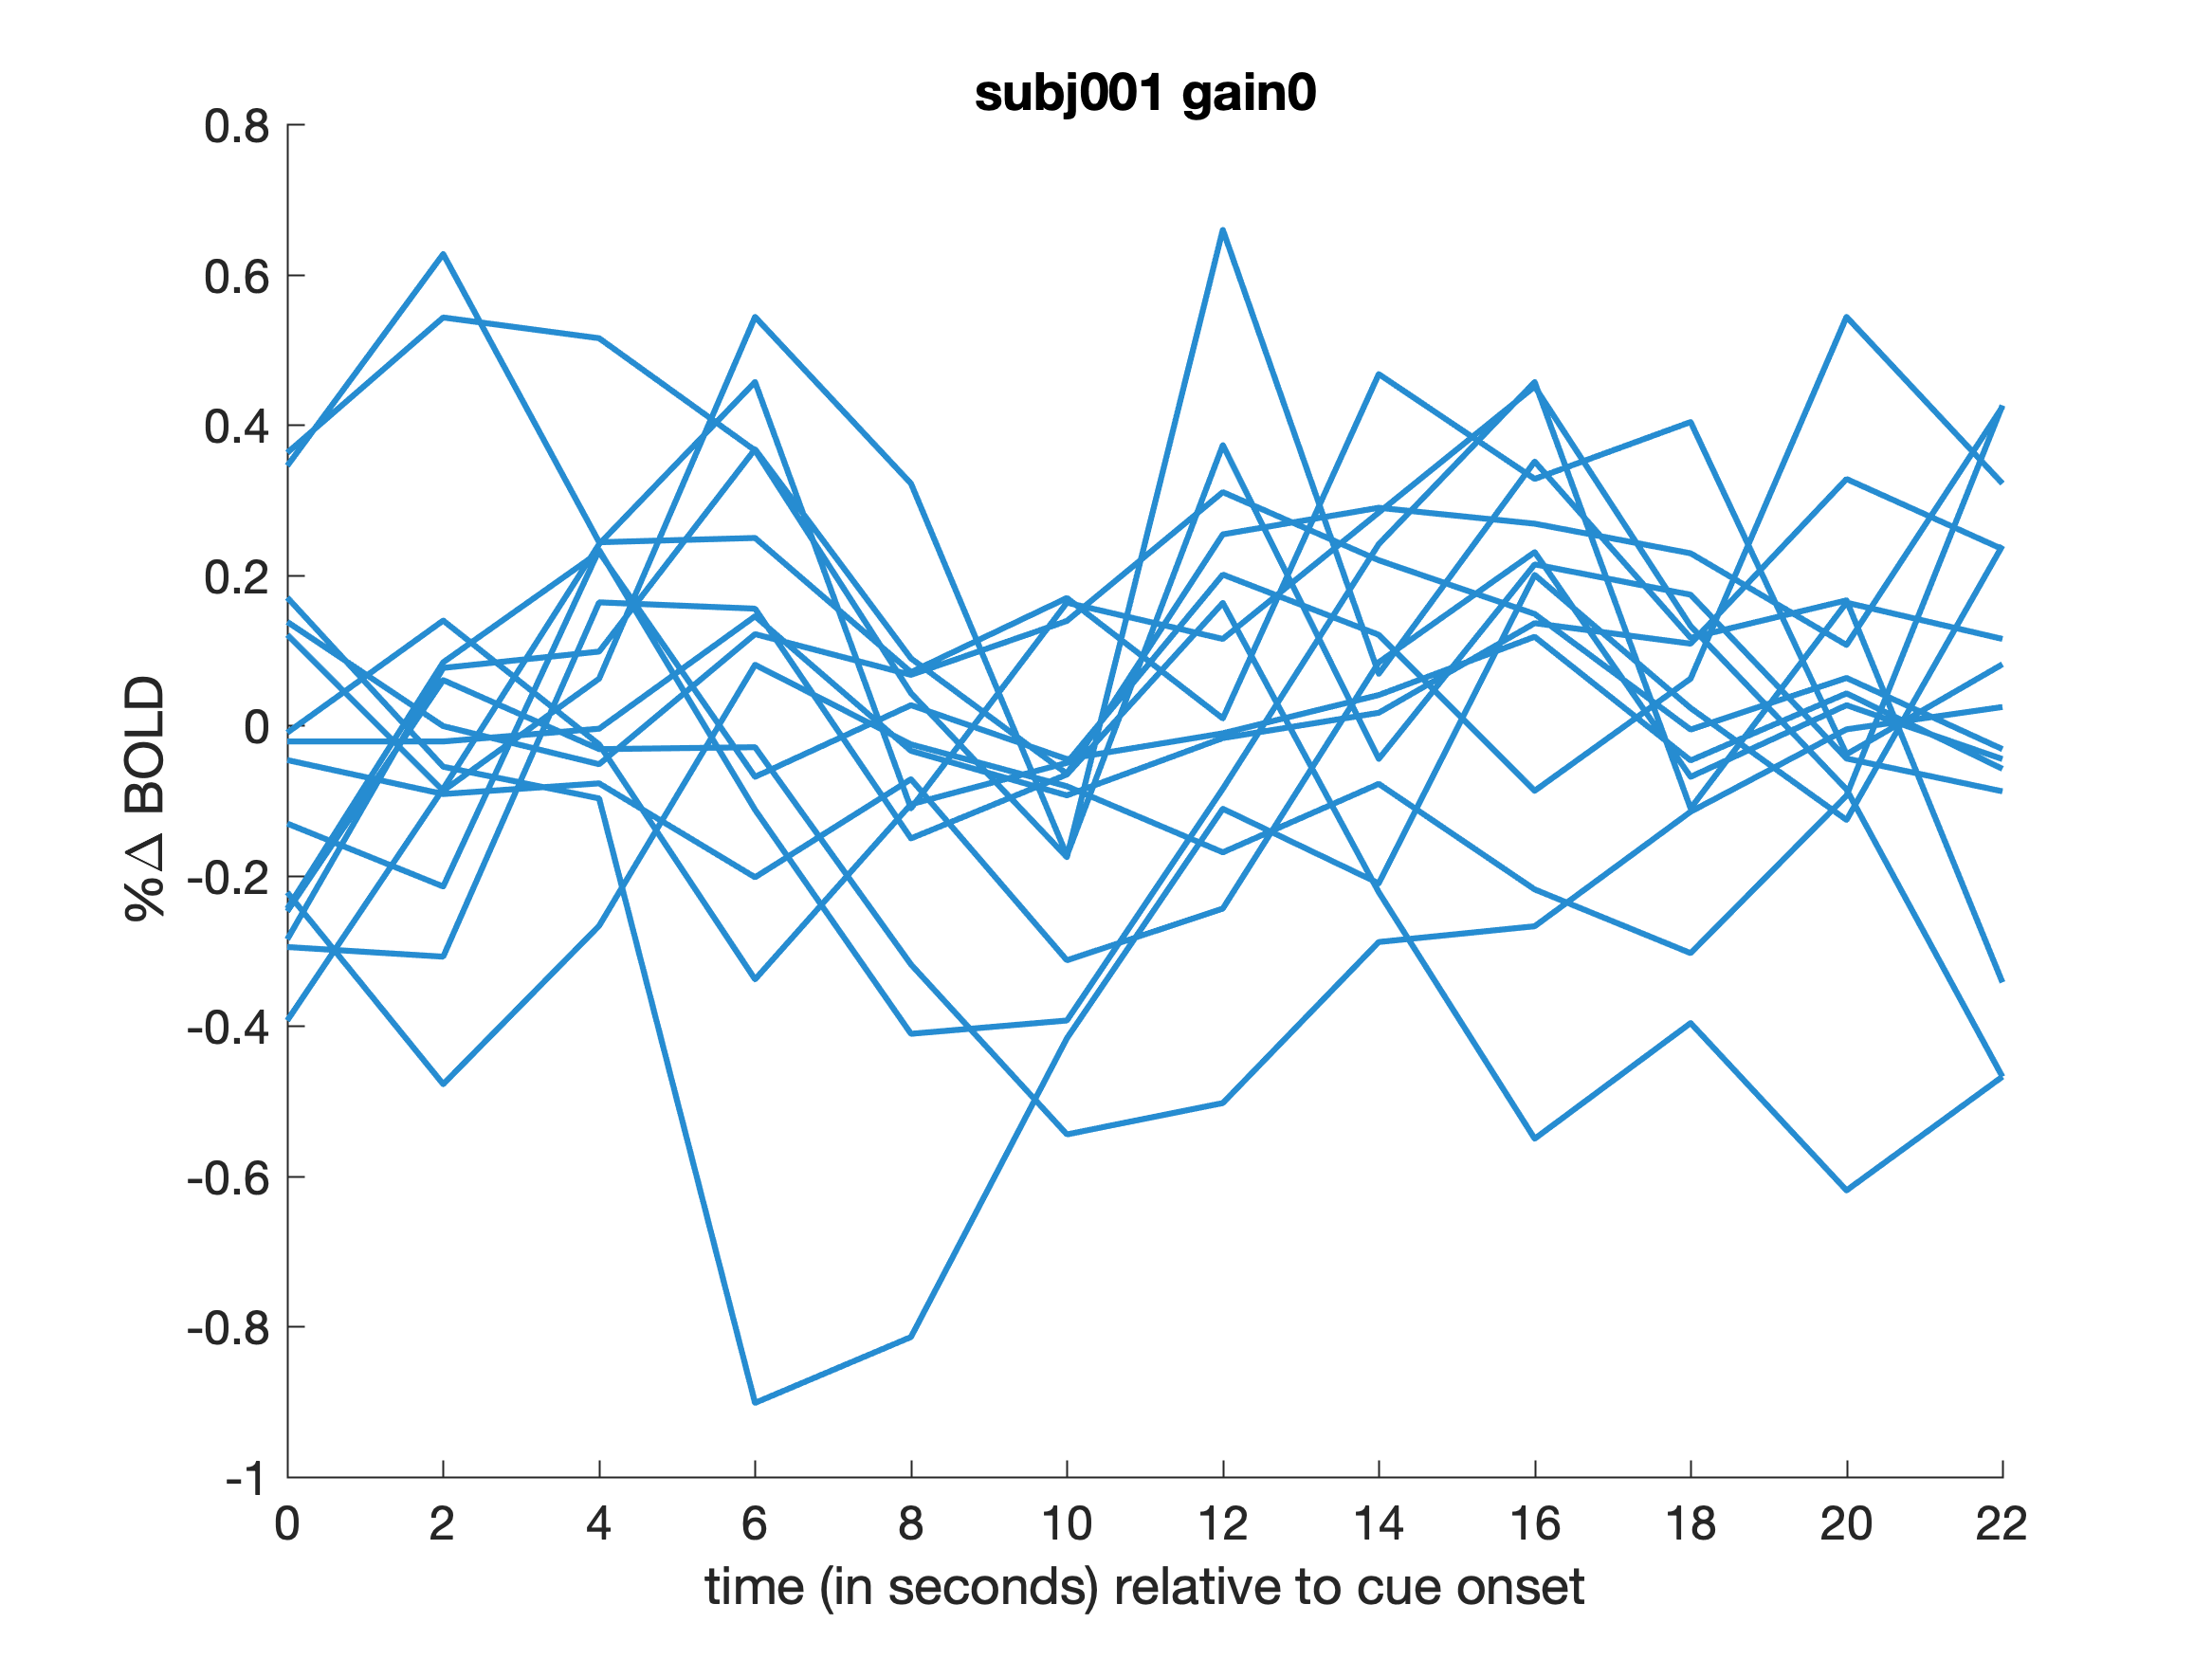 subj001 gain0
0.8
0.6
0.4
0.2
0
-0.2
-0.4
-0.6
-0.8
-1
%Δ BOLD
0 2 4 6 8 10 12 14 16 18 20 22
time (in seconds) relative to cue onset